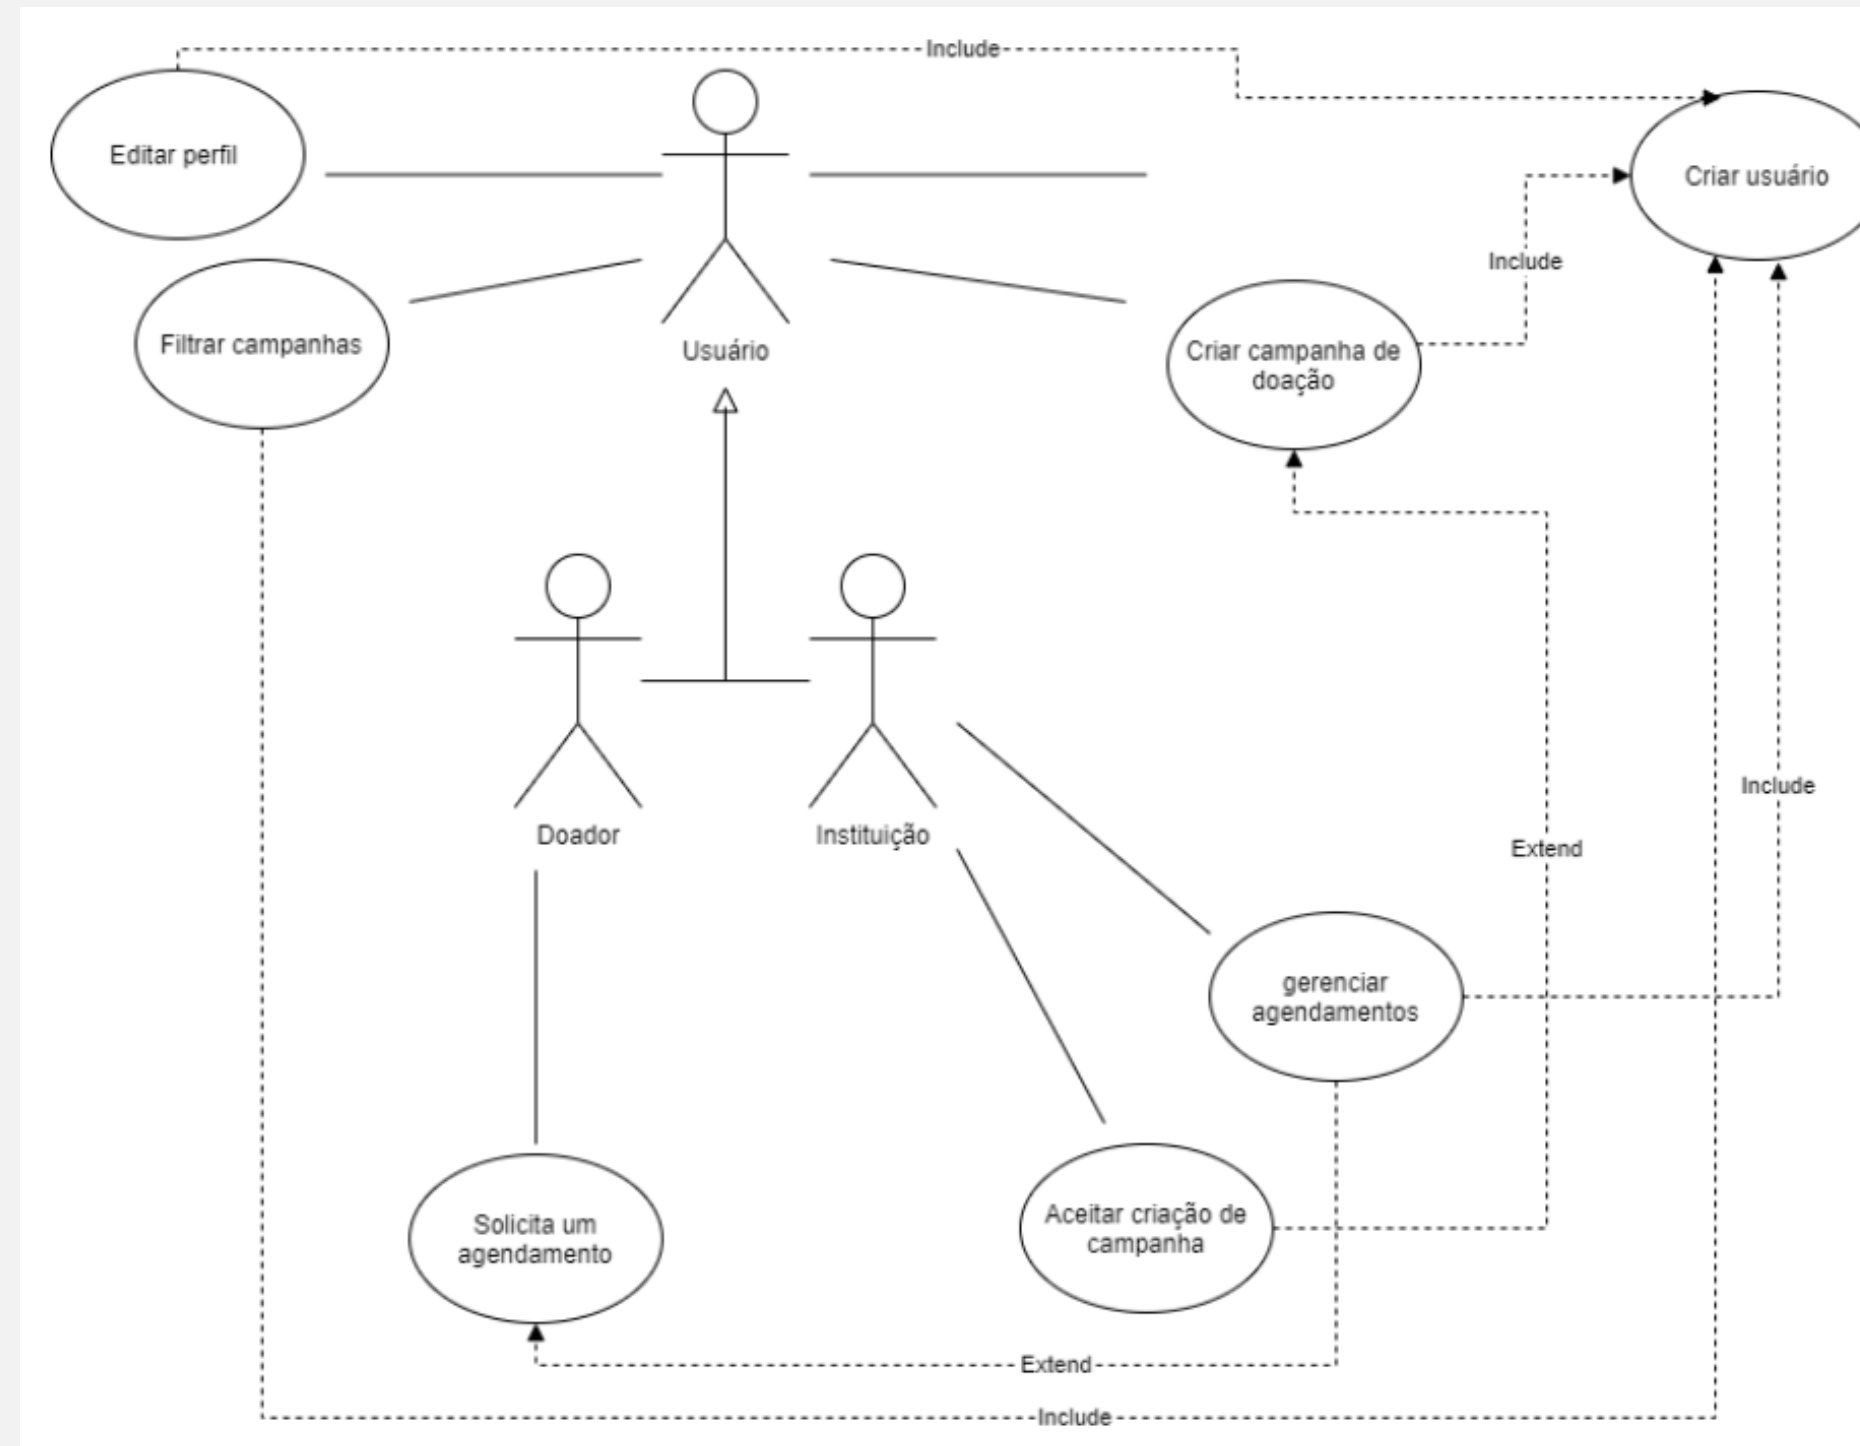 Include
Editar perfil
Criar usuário
Include
Filtrar campanhas
Usuário
Criar campanha de
doação
Include
Doador
Instituição
Extend
gerenciar
agendamentos
Solicita um
agendamento
Aceitar criação de
campanha
Extend
Include